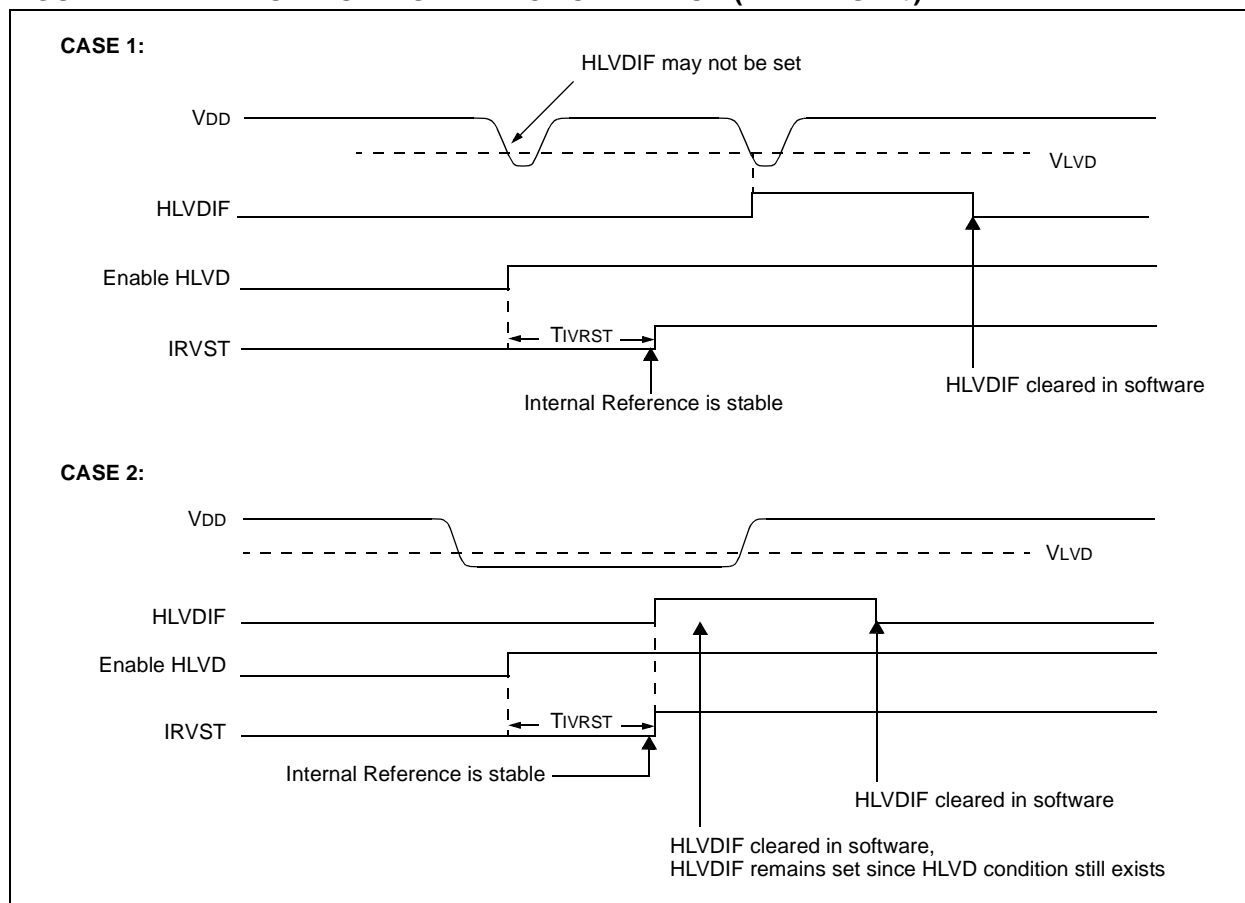 CASE 1:
HLVDIF may not be set
VDD
VLVD
HLVDIF
Enable HLVD
TIVRST
IRVST
HLVDIF cleared in software
Internal Reference is stable
CASE 2:
VDD
VLVD
HLVDIF
Enable HLVD
TIVRST
IRVST
Internal Reference is stable
HLVDIF cleared in software
HLVDIF cleared in software,
HLVDIF remains set since HLVD condition still exists